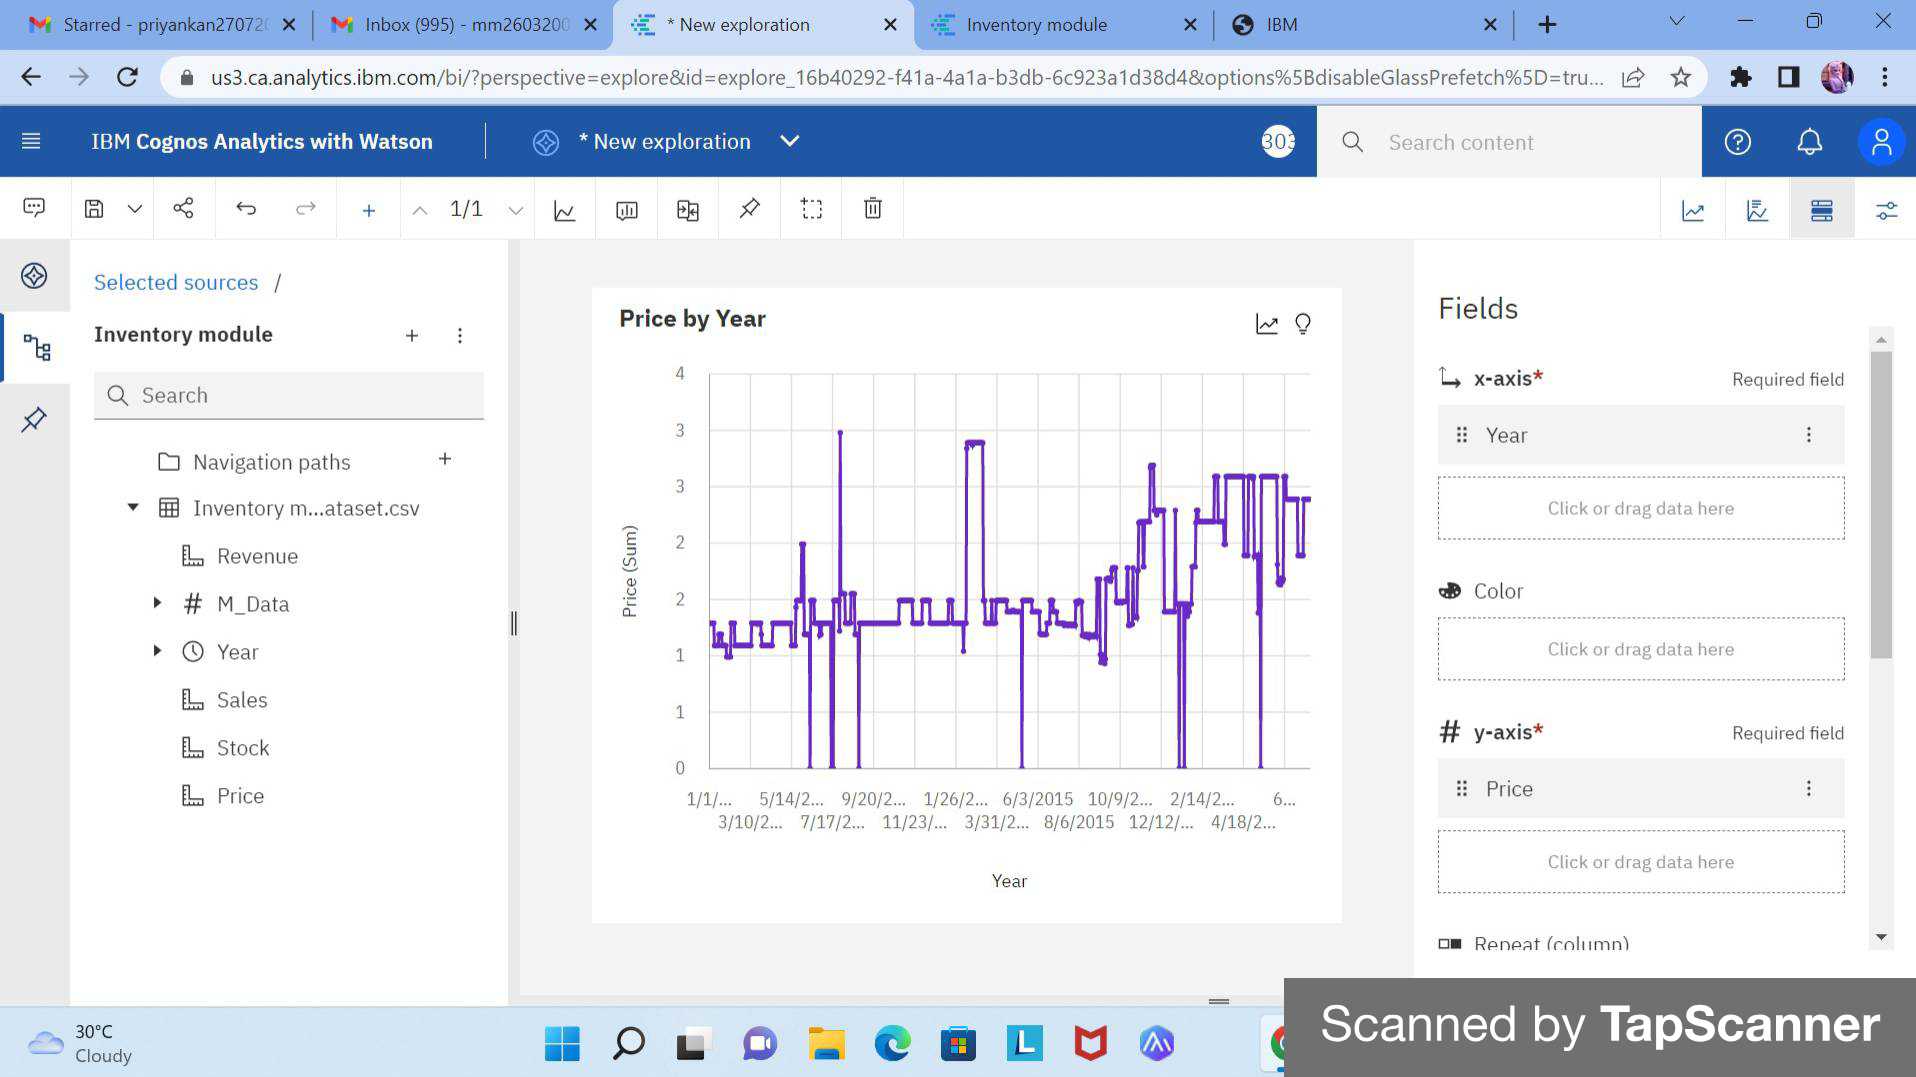 Starred - priyankan27072
Inbox (995) - mm2603200
* New exploration
Inventory module
IBM
us3.ca.analytics.ibm.com/bi/?perspective=explore&id=explore_16b40292-f41a-4a1a-b3db-6c923a1d38d4&options%5BdisableGlassPrefetch%5D=tru...
IBM Cognos Analytics with Watson
* New exploration
303
Search content
1/1
Selected sources /
Inventory module
Search
Navigation paths
Inventory m...ataset.csv
Revenue
M_Data
Year
Sales
Stock
Price
Price by Year
4
3
3
2
2
1
1
0
Price (Sum)
1/1/... 5/14/2... 9/20/2... 1/26/2... 6/3/2015 10/9/2... 2/14/2... 6...
3/10/2... 7/17/2... 11/23/... 3/31/2... 8/6/2015 12/12/... 4/18/2...
Year
Fields
x-axis* Required field
Year
Click or drag data here
Color
Click or drag data here
y-axis* Required field
Price
Click or drag data here
Repeat (column)
30°C
Cloudy
Scanned by TapScanner